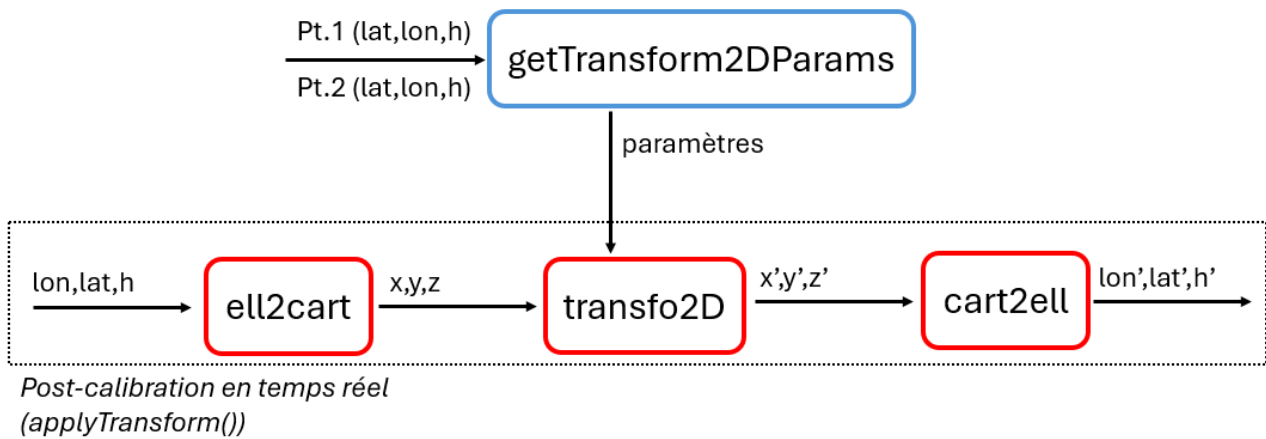 Pt.1 (lat,lon,h)
Pt.2 (lat,lon,h)
getTransform2DParams
paramètres
lon,lat,h
ell2cart
x,y,z
transfo2D
x’,y’,z’
cart2ell
lon’,lat’,h’
Post-calibration en temps réel
(applyTransform())